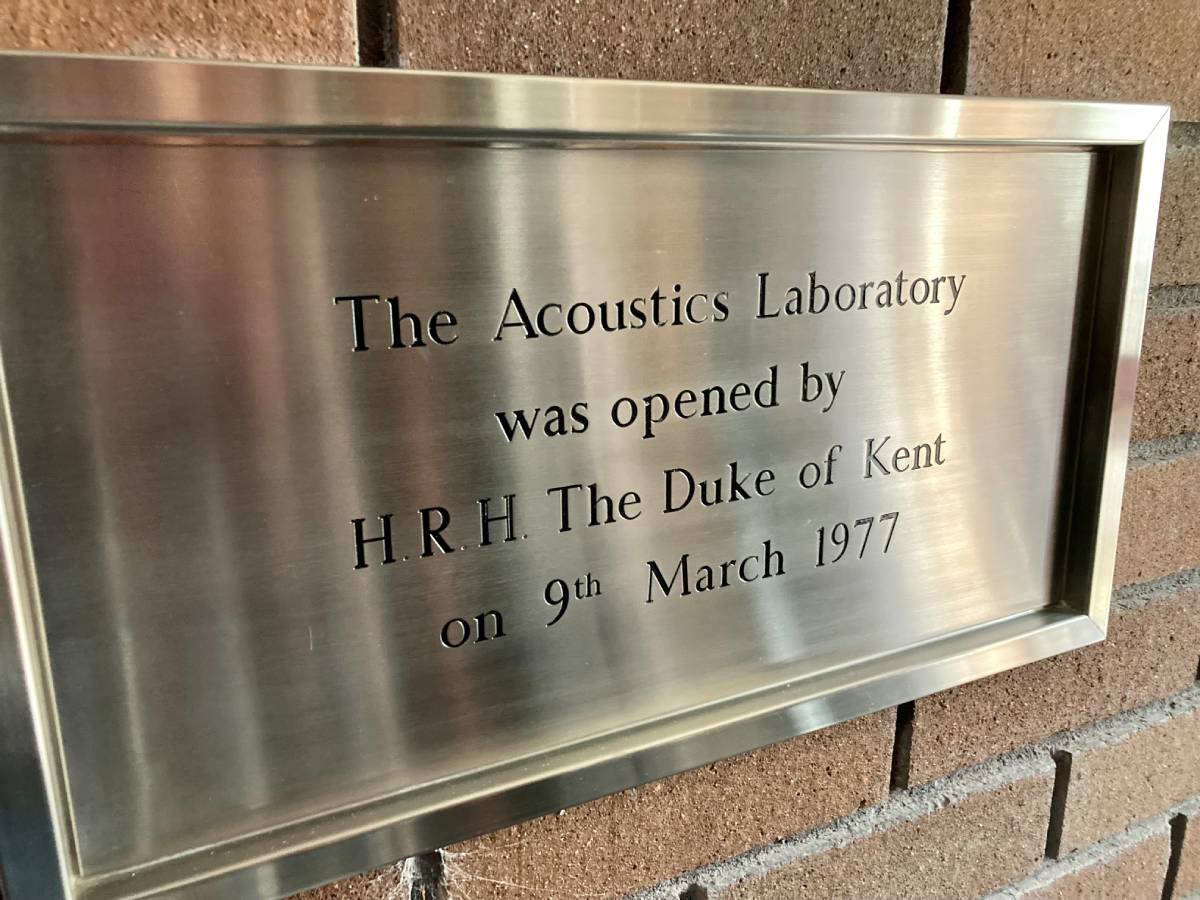 The Acoustics Laboratory
was opened by
H.R.H. The Duke of Kent
on 9th March 1977